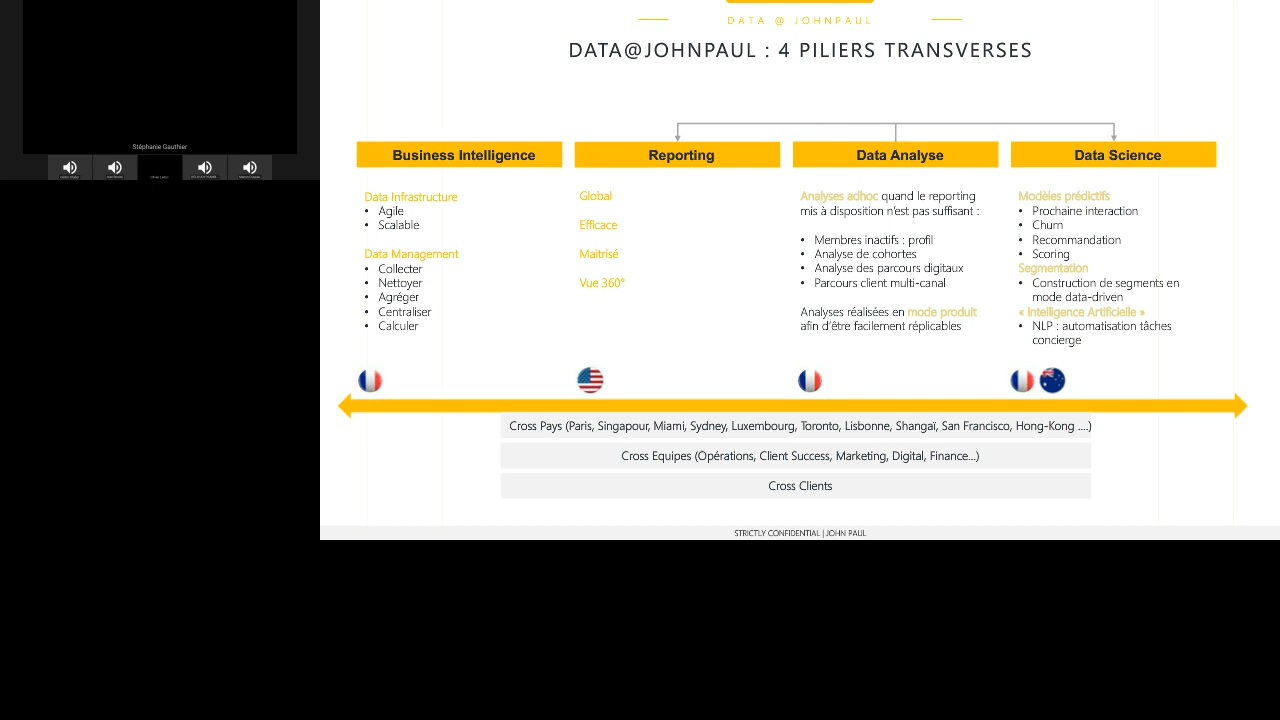 Stéphanie Gauthier
DATA @ JOHNPAUL
DATA@JOHNPAUL : 4 PILIERS TRANSVERSES
Business Intelligence
Data Infrastructure
• Agile
• Scalable
Data Management
• Collecter
• Nettoyer
• Agréger
• Centraliser
• Calculer
Reporting
Global
Efficace
Maitrisé
Vue 360°
Data Analyse
Analyses adhoc quand le reporting
mis à disposition n'est pas suffisant :
• Membres inactifs : profil
• Analyse de cohortes
• Analyse des parcours digitaux
• Parcours client multi-canal
Analyses réalisées en mode produit
afin d'être facilement réplicables
Data Science
Modèles prédictifs
• Prochaine interaction
• Churn
• Recommandation
• Scoring
Segmentation
• Construction de segments en
mode data-driven
« Intelligence Artificielle »
• NLP : automatisation tâches
concierge
Cross Pays (Paris, Singapour, Miami, Sydney, Luxembourg, Toronto, Lisbonne, Shangaï, San Francisco, Hong-Kong ....)
Cross Equipes (Opérations, Client Success, Marketing, Digital, Finance...)
Cross Clients
STRICTLY CONFIDENTIAL | JOHN PAUL